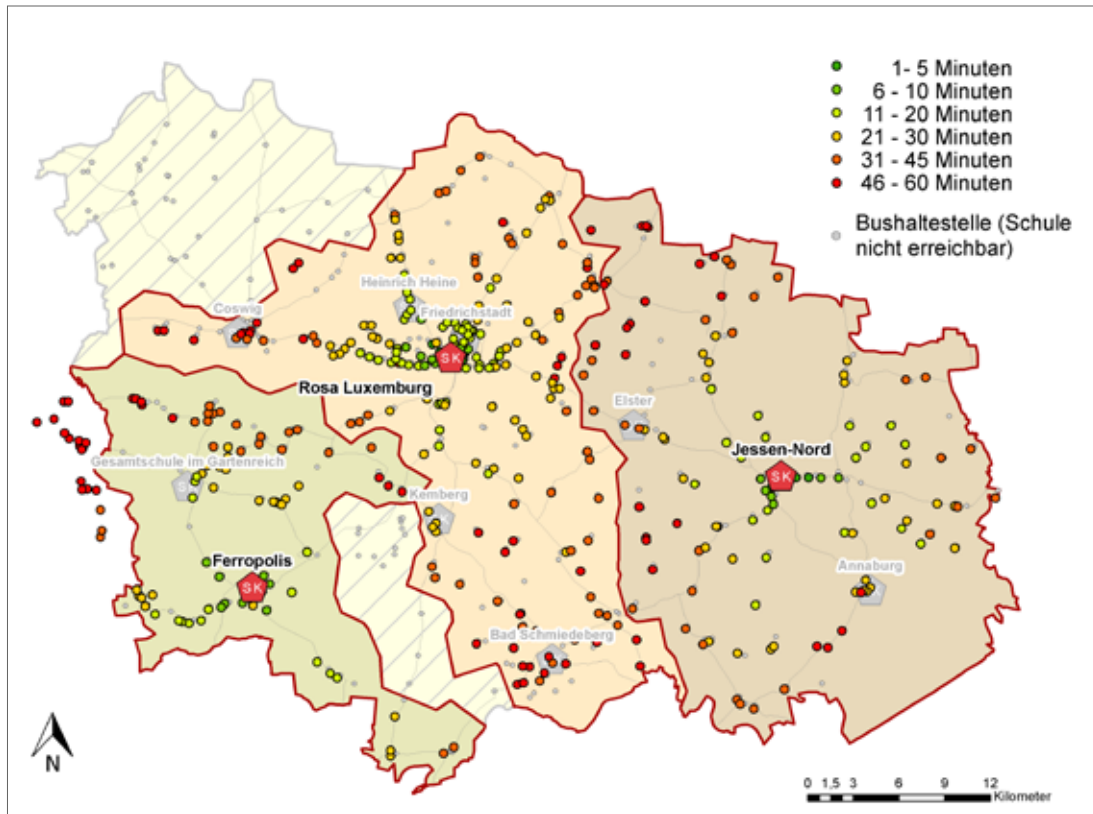 1- 5 Minuten
6 - 10 Minuten
11 - 20 Minuten
21 - 30 Minuten
31 - 45 Minuten
46 - 60 Minuten
Bushaltestelle (Schule
nicht erreichbar)
Heinrich Heine
Coswig
Friedrichstadt
SK
Rosa Luxemburg
Elster
Jessen-Nord
SK
Gesamtschule im Gartenreich
Kemberg
Ferropolis
SK
Annaburg
Bad Schmiedeberg
N
0 1,5 3 6 9 12
Kilometer